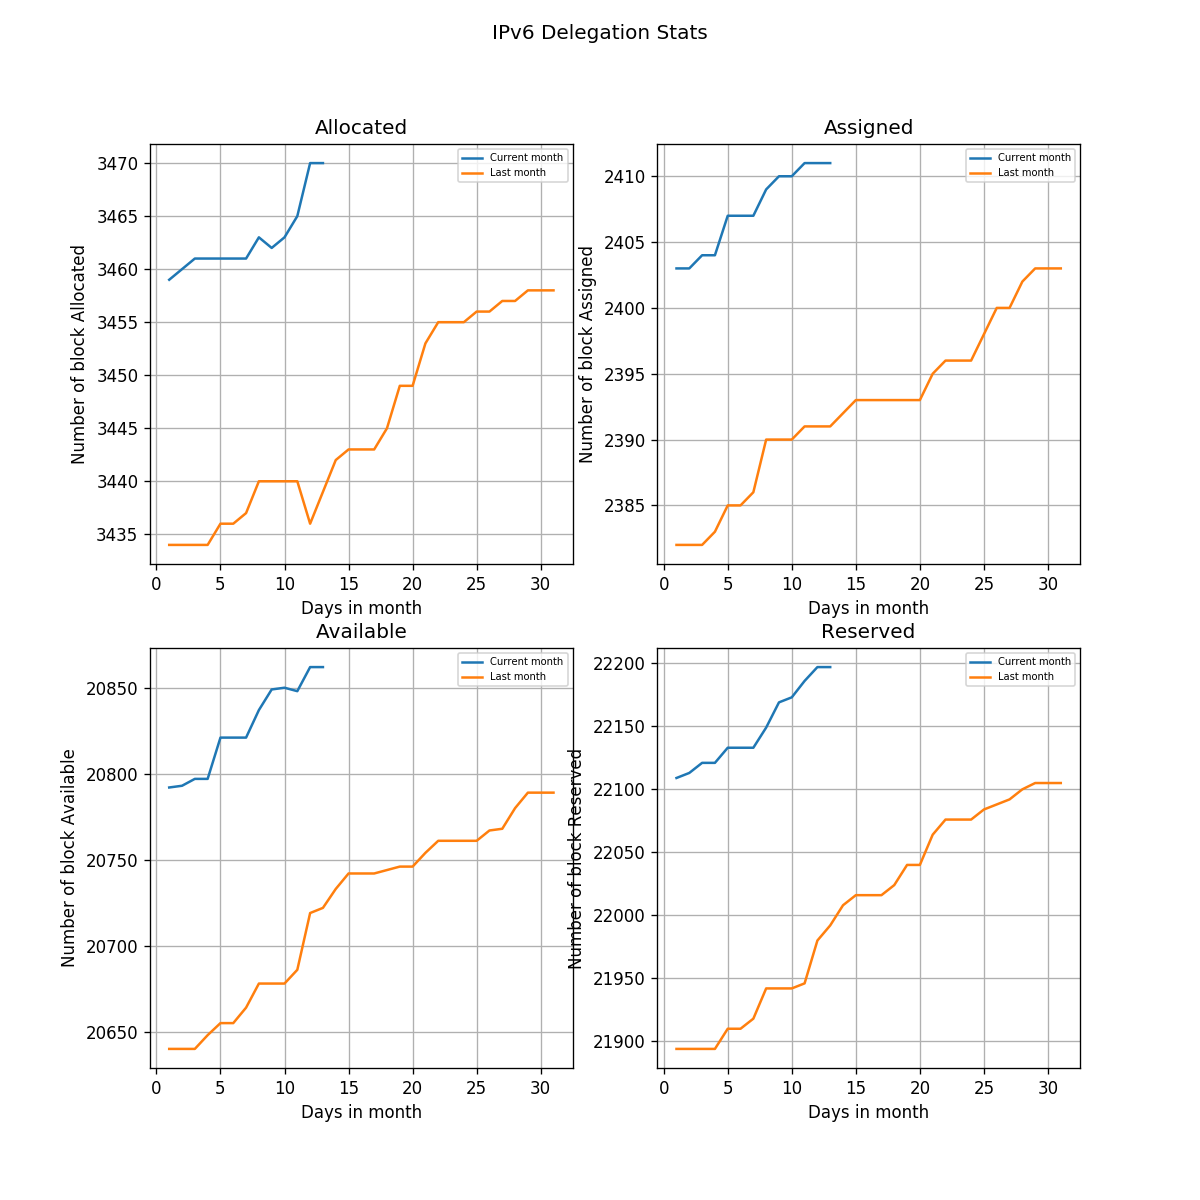 IPv6 Delegation Stats
Allocated
Number of block Allocated
3470
3465
3460
3455
3450
3445
3440
3435
Current month
Last month
0 5 10 15 20 25 30
Days in month
Assigned
Number of block Assigned
2410
2405
2400
2395
2390
2385
Current month
Last month
0 5 10 15 20 25 30
Days in month
Available
Number of block Available
20850
20800
20750
20700
20650
Current month
Last month
0 5 10 15 20 25 30
Days in month
Reserved
Number of block Reserved
22200
22150
22100
22050
22000
21950
21900
Current month
Last month
0 5 10 15 20 25 30
Days in month